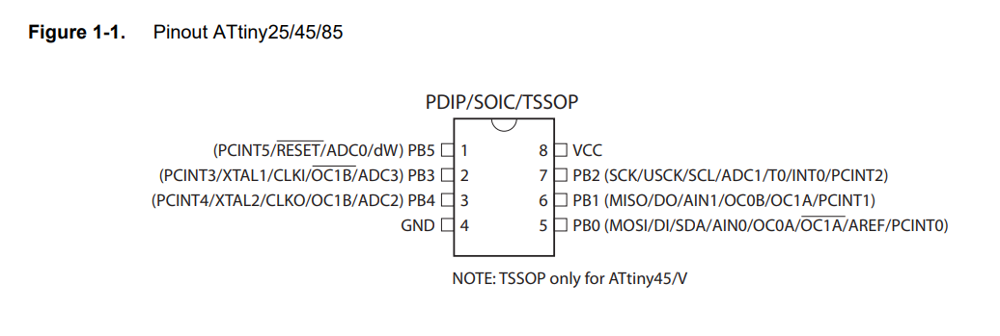 Figure 1-1. Pinout ATtiny25/45/85
PDIP/SOIC/TSSOP
(PCINT5/R̅E̅S̅E̅T̅/ADC0/dW) PB5 1 8 VCC
(PCINT3/XTAL1/CLKI/O̅C̅1̅B̅/ADC3) PB3 2 7 PB2 (SCK/USCK/SCL/ADC1/T0/INT0/PCINT2)
(PCINT4/XTAL2/CLKO/OC1B/ADC2) PB4 3 6 PB1 (MISO/DO/AIN1/OC0B/OC1A/PCINT1)
GND 4 5 PB0 (MOSI/DI/SDA/AIN0/OC0A/O̅C̅1̅A̅/AREF/PCINT0)
NOTE: TSSOP only for ATtiny45/V